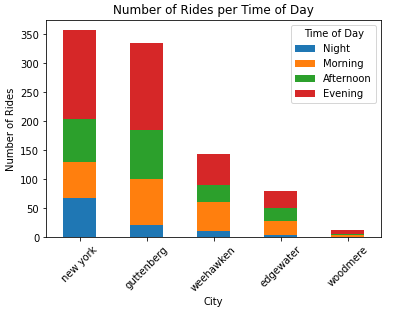 Number of Rides per Time of Day
Time of Day
Night
Morning
Afternoon
Evening
Number of Rides
350
300
250
200
150
100
50
0
new york
guttenberg
weehawken
edgewater
woodmere
City